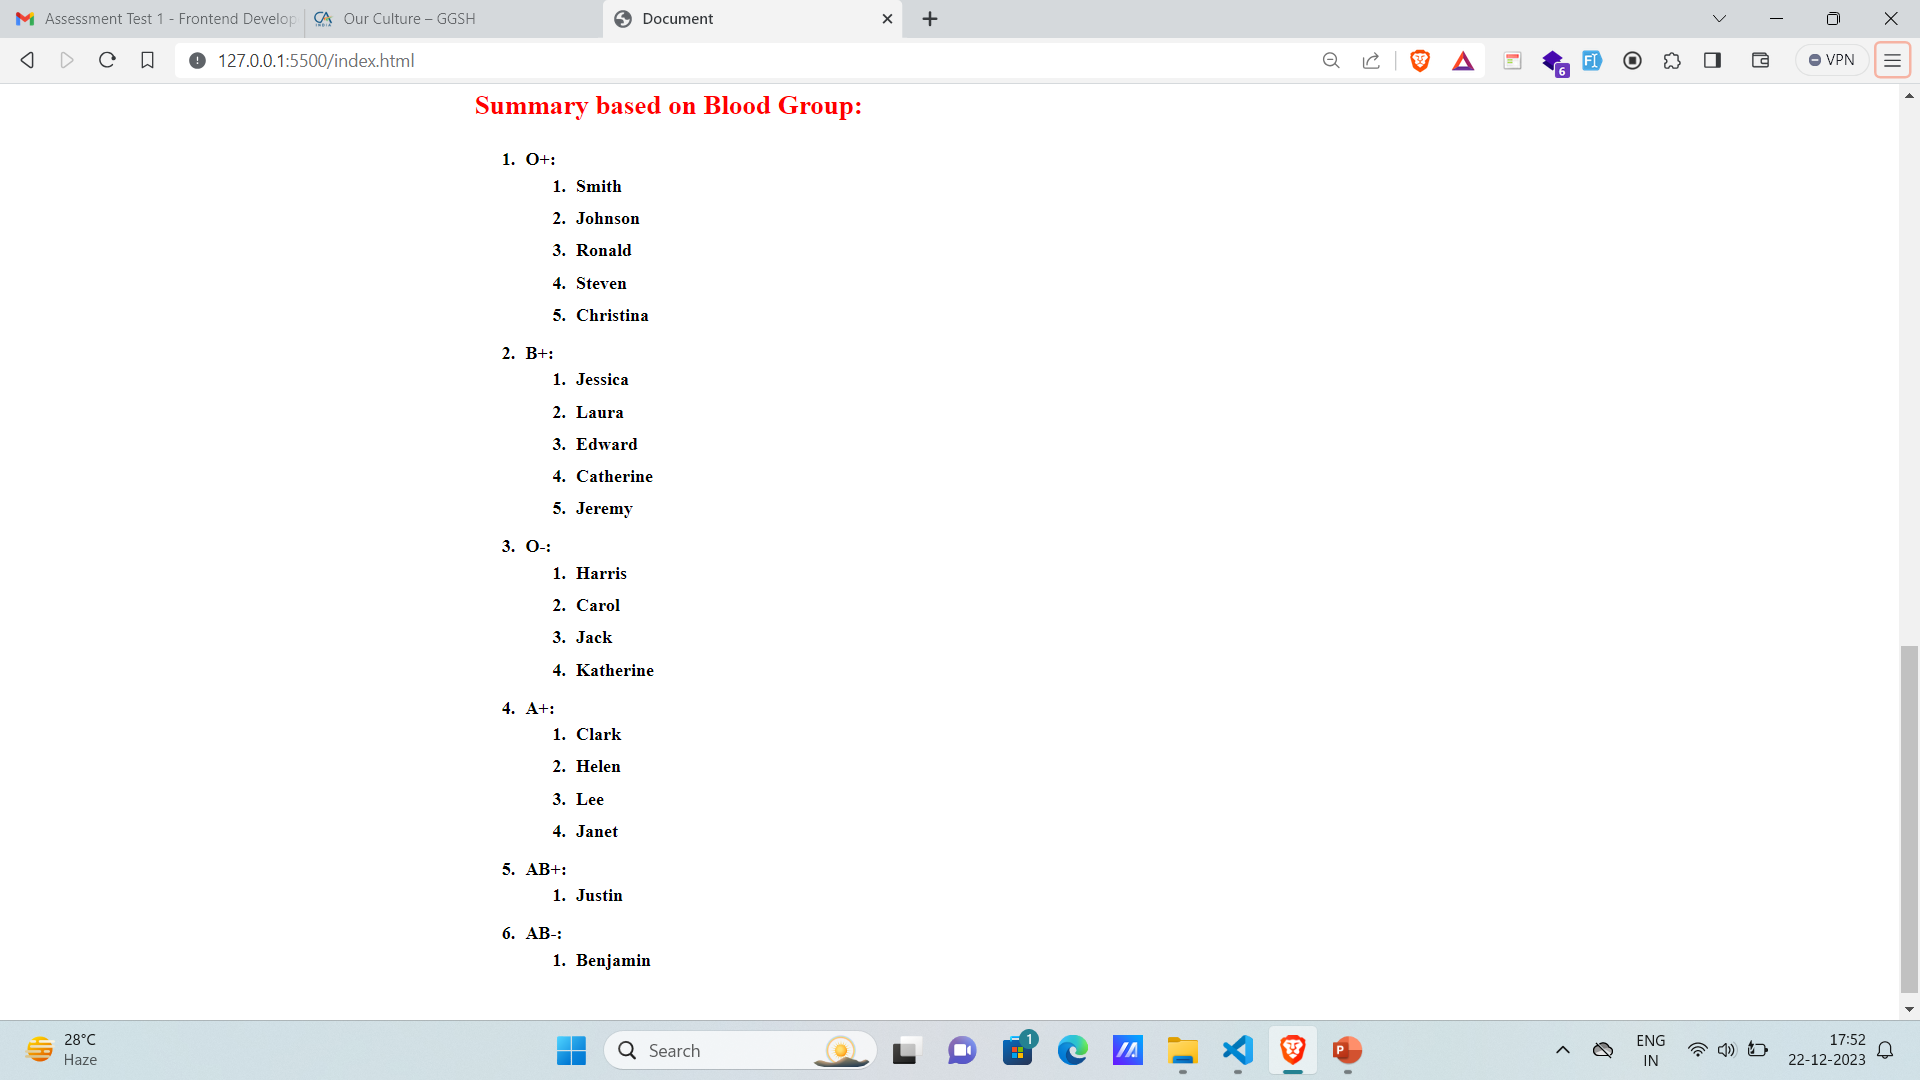 Assessment Test 1 - Frontend Develop
CA
INDIA
Our Culture – GGSH
Document
127.0.0.1:5500/index.html
6
VPN
Summary based on Blood Group:
1. O+:
1. Smith
2. Johnson
3. Ronald
4. Steven
5. Christina
2. B+:
1. Jessica
2. Laura
3. Edward
4. Catherine
5. Jeremy
3. O-:
1. Harris
2. Carol
3. Jack
4. Katherine
4. A+:
1. Clark
2. Helen
3. Lee
4. Janet
5. AB+:
1. Justin
6. AB-:
1. Benjamin
28°C
Haze
Search
1
P
ENG
IN
17:52
22-12-2023